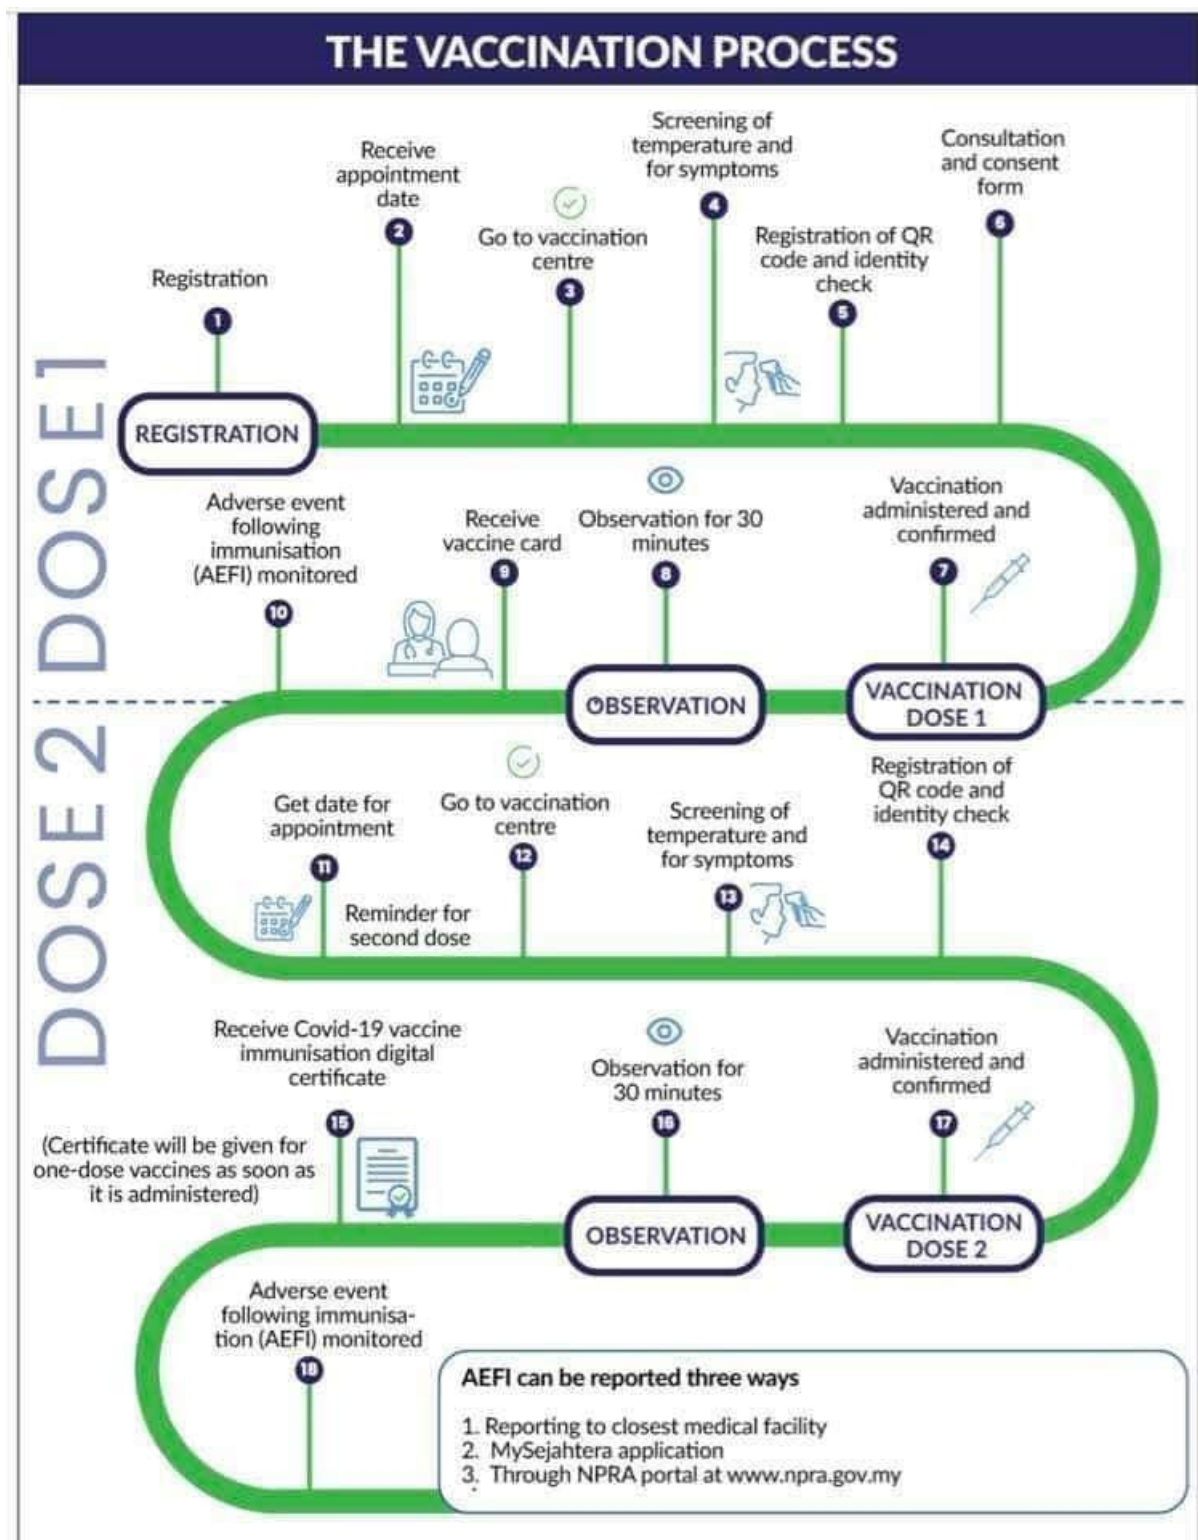 THE VACCINATION PROCESS
DOSE 1
Registration
1
Receive
appointment
date
2
Go to vaccination
centre
3
Screening of
temperature and
for symptoms
4
Registration of QR
code and identity
check
5
Consultation
and consent
form
6
REGISTRATION
Vaccination
administered and
confirmed
7
VACCINATION
DOSE 1
Observation for 30
minutes
8
OBSERVATION
Receive
vaccine card
9
Adverse event
following
immunisation
(AEFI) monitored
10
DOSE 2
Get date for
appointment
11
Reminder for
second dose
Go to vaccination
centre
12
Screening of
temperature and
for symptoms
13
Registration of
QR code and
identity check
14
Receive Covid-19 vaccine
immunisation digital
certificate
15
(Certificate will be given for
one-dose vaccines as soon as
it is administered)
Observation for
30 minutes
16
OBSERVATION
Vaccination
administered and
confirmed
17
VACCINATION
DOSE 2
Adverse event
following immunisa-
tion (AEFI) monitored
18
AEFI can be reported three ways
1. Reporting to closest medical facility
2. MySejahtera application
3. Through NPRA portal at www.npra.gov.my